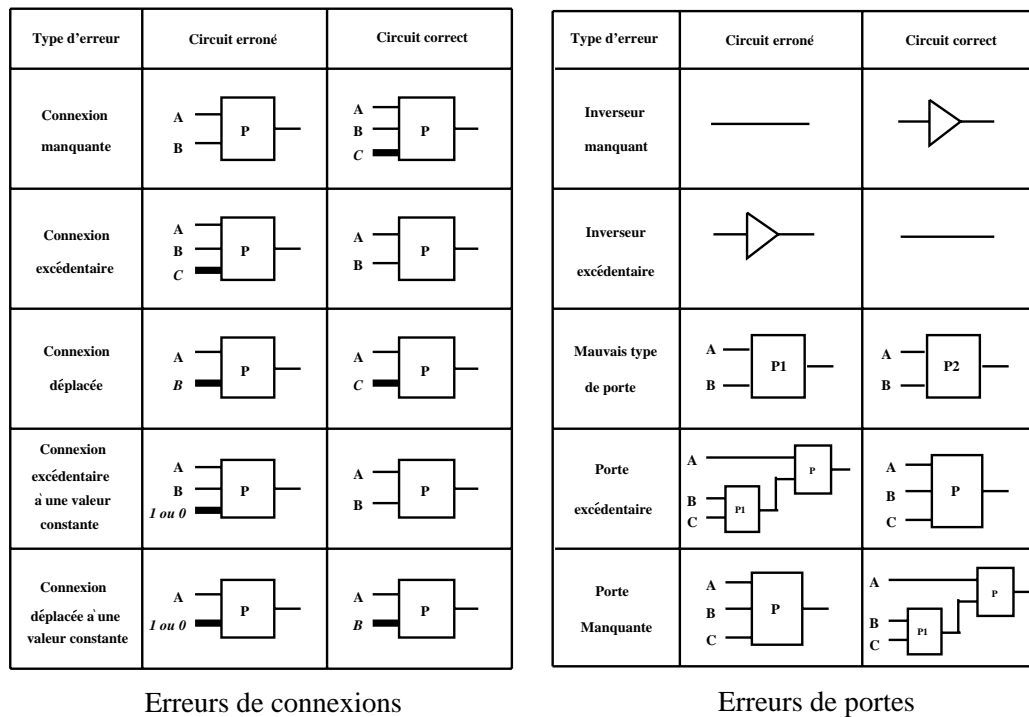 Type d'erreur
Circuit erroné
Circuit correct
Connexion
manquante
A
B
P
A
B
C
P
Connexion
excédentaire
A
B
C
P
A
B
P
Connexion
déplacée
A
B
P
A
C
P
Connexion
excédentaire
à une valeur
constante
A
B
1 ou 0
P
A
B
P
Connexion
déplacée à une
valeur constante
A
1 ou 0
P
A
B
P
Erreurs de connexions
Type d'erreur
Circuit erroné
Circuit correct
Inverseur
manquant
Inverseur
excédentaire
Mauvais type
de porte
A
B
P1
A
B
P2
Porte
excédentaire
A
B
C
P1
P
A
B
C
P
Porte
Manquante
A
B
C
P
A
B
C
P1
P
Erreurs de portes